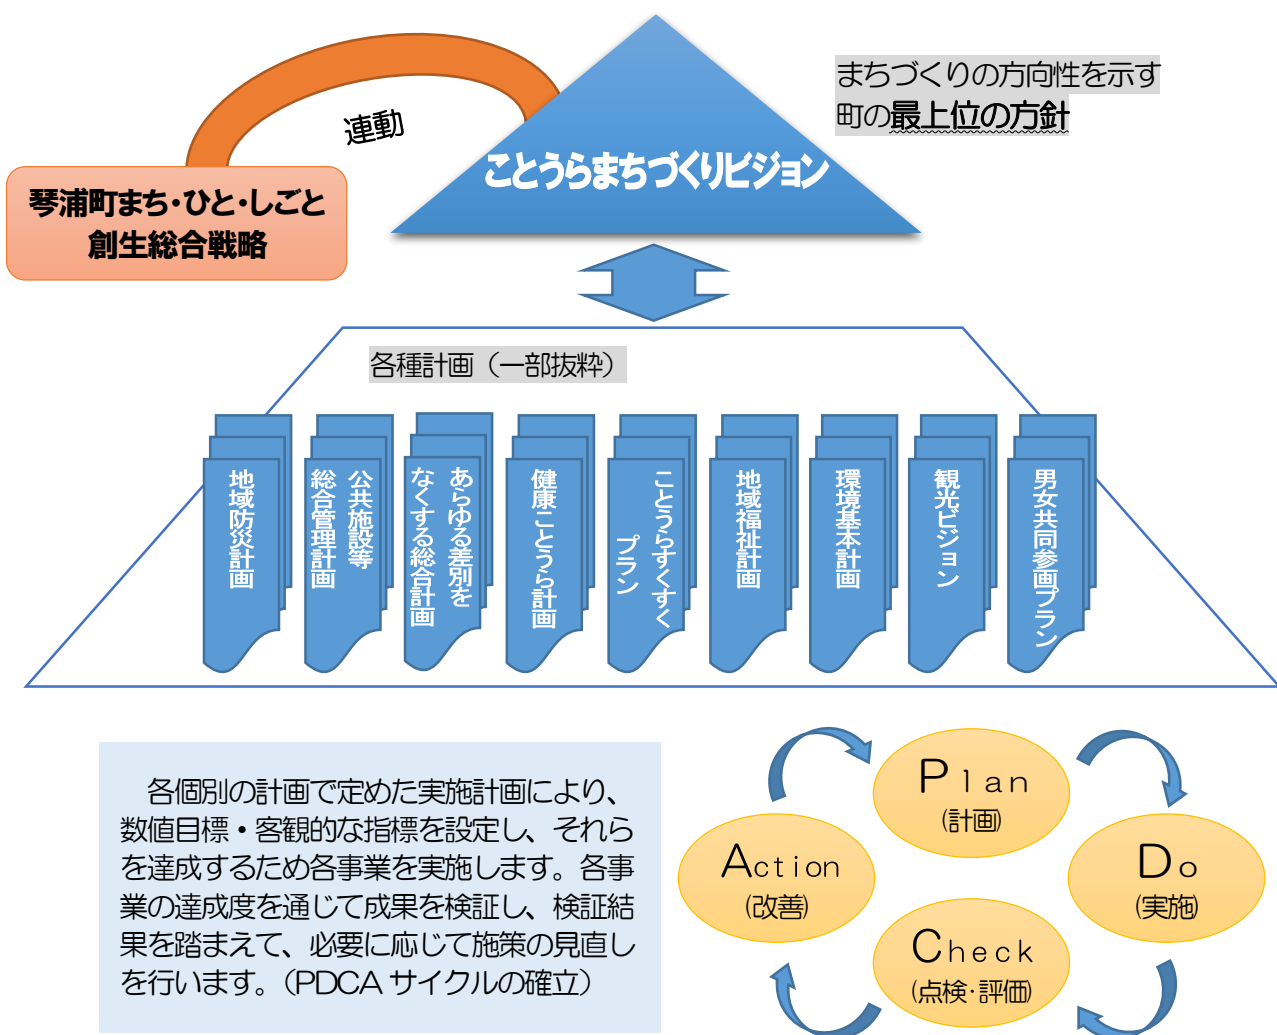 まちづくりの方向性を示す
町の最上位の方針
連動
ことうらまちづくりビジョン
琴浦町まち・ひと・しごと
創生総合戦略
各種計画（一部抜粋）
地域防災計画
公共施設等
総合管理計画
あらゆる差別を
なくする総合計画
健康ことうら計画
ことうらすくすく
プラン
地域福祉計画
環境基本計画
観光ビジョン
男女共同参画プラン
各個別の計画で定めた実施計画により、
数値目標・客観的な指標を設定し、それら
を達成するため各事業を実施します。各事
業の達成度を通じて成果を検証し、検証結
果を踏まえて、必要に応じて施策の見直し
を行います。（PDCA サイクルの確立）
Plan
(計画)
Do
(実施)
Check
(点検・評価)
Action
(改善)